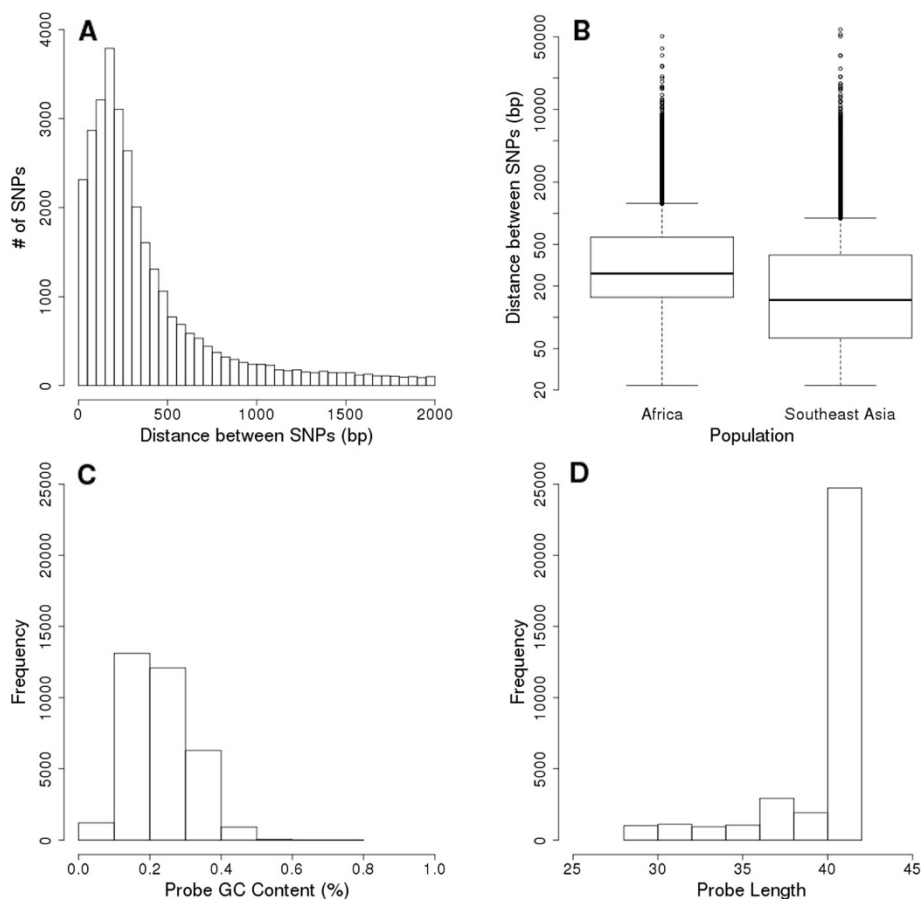 A
# of SNPs
4000
3000
2000
1000
0
0 500 1000 1500 2000
Distance between SNPs (bp)
B
Distance between SNPs (bp)
50000
10000
2000
500
200
50
20
Africa Southeast Asia
Population
C
Frequency
25000
20000
15000
10000
5000
0
0.0 0.2 0.4 0.6 0.8 1.0
Probe GC Content (%)
D
Frequency
25000
20000
15000
10000
5000
0
25 30 35 40 45
Probe Length